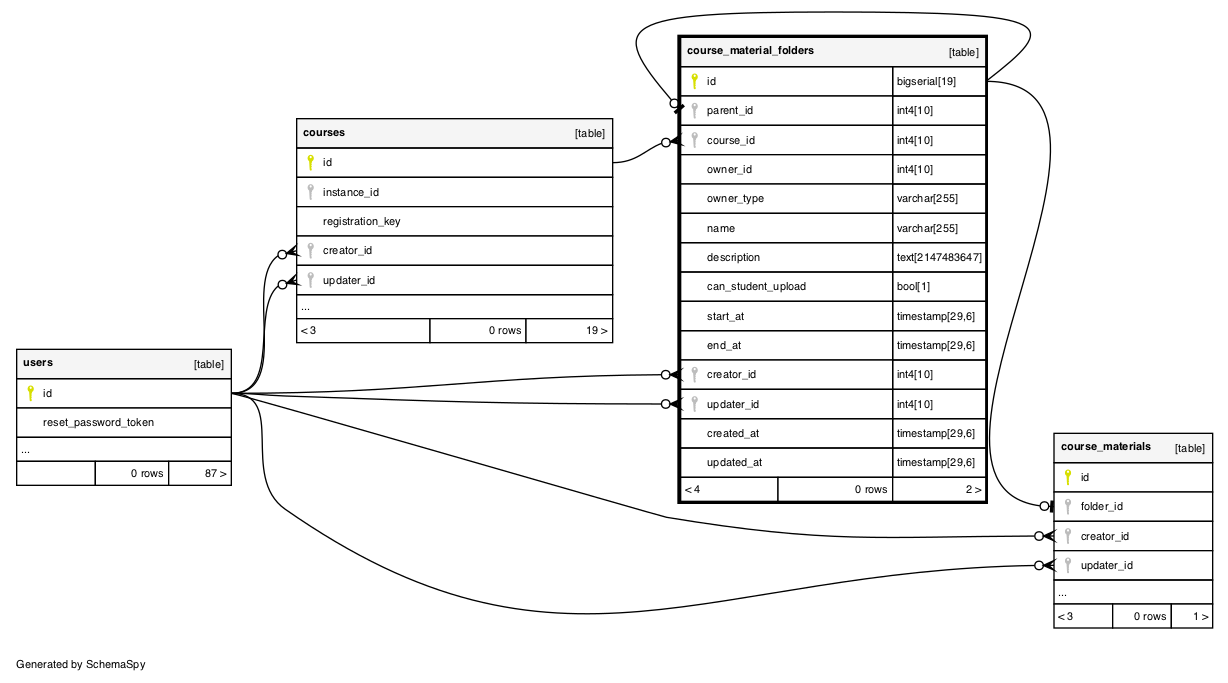 course_material_folders [table]
id bigserial[19]
parent_id int4[10]
course_id int4[10]
owner_id int4[10]
owner_type varchar[255]
name varchar[255]
description text[2147483647]
can_student_upload bool[1]
start_at timestamp[29,6]
end_at timestamp[29,6]
creator_id int4[10]
updater_id int4[10]
created_at timestamp[29,6]
updated_at timestamp[29,6]
< 4 0 rows 2 >
courses [table]
id
instance_id
registration_key
creator_id
updater_id
...
< 3 0 rows 19 >
users [table]
id
reset_password_token
...
0 rows 87 >
course_materials [table]
id
folder_id
creator_id
updater_id
...
< 3 0 rows 1 >
Generated by SchemaSpy